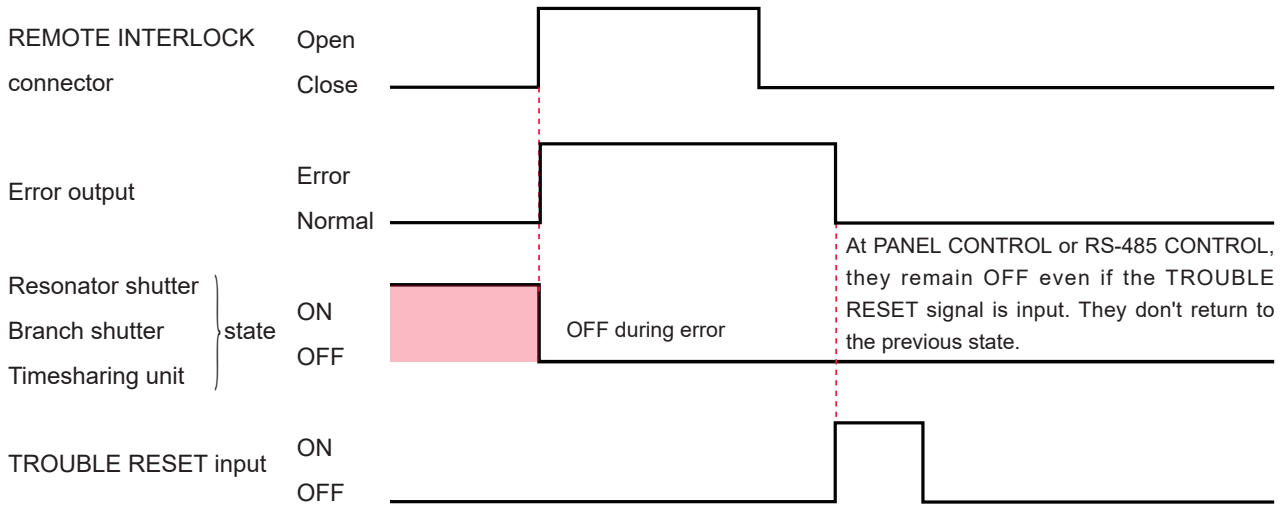 REMOTE INTERLOCK
connector
Open
Close
Error output
Error
Normal
Resonator shutter
Branch shutter
Timesharing unit
state
ON
OFF
OFF during error
At PANEL CONTROL or RS-485 CONTROL,
they remain OFF even if the TROUBLE
RESET signal is input. They don't return to
the previous state.
TROUBLE RESET input
ON
OFF